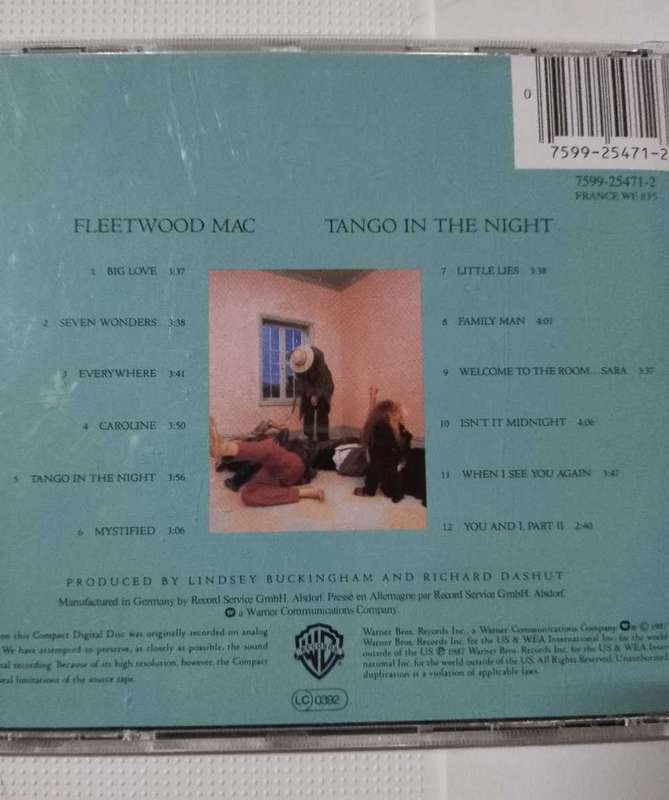 0
7599-25471-2
7599-25471-2
FRANCE WE 835
FLEETWOOD MAC
TANGO IN THE NIGHT
1 BIG LOVE 3:37
2 SEVEN WONDERS 3:38
3 EVERYWHERE 3:41
4 CAROLINE 3:50
5 TANGO IN THE NIGHT 3:56
6 MYSTIFIED 3:06
7 LITTLE LIES 3:38
8 FAMILY MAN 4:01
9 WELCOME TO THE ROOM...SARA 3:37
10 ISN'T IT MIDNIGHT 4:06
11 WHEN I SEE YOU AGAIN 3:47
12 YOU AND I, PART II 2:40
PRODUCED BY LINDSEY BUCKINGHAM AND RICHARD DASHUT
Manufactured in Germany by Record Service GmbH. Alsdorf. Pressé en Allemagne par Record Service GmbH. Alsdorf.
a Warner Communications Company
on this Compact Digital Disc was originally recorded on analog
We have attempted to preserve, as closely as possible, the sound
recording. Because of its high resolution, however, the Compact
limitations of the source tape.
RECORDS
LC 0392
Warner Bros. Records Inc., a Warner Communications Company ® © 1987
Warner Bros. Records Inc. for the US & WEA International Inc. for the world
outside of the US ℗ 1987 Warner Bros. Records Inc. for the US & WEA Inter-
national Inc. for the world outside of the US. All Rights Reserved. Unauthorized
duplication is a violation of applicable laws.